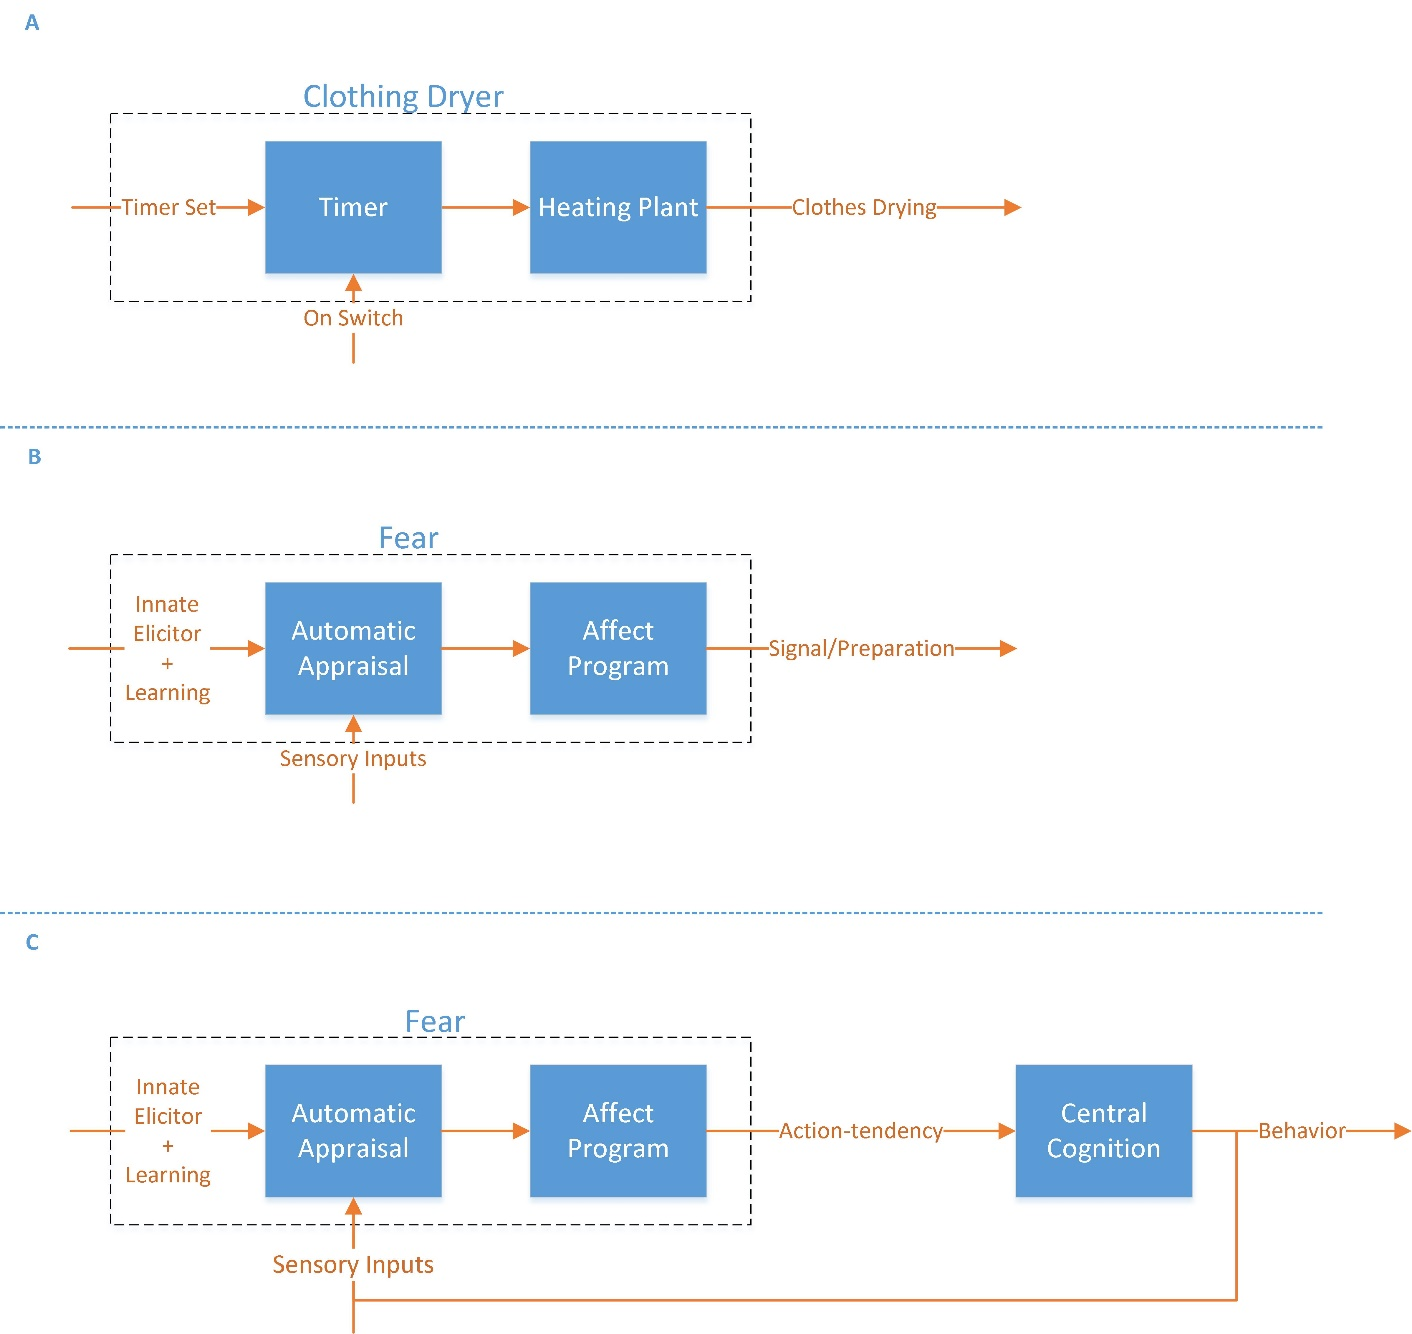 A
Clothing Dryer
Timer Set
Timer
Heating Plant
Clothes Drying
On Switch
B
Fear
Innate
Elicitor
+
Learning
Automatic
Appraisal
Affect
Program
Signal/Preparation
Sensory Inputs
C
Fear
Innate
Elicitor
+
Learning
Automatic
Appraisal
Affect
Program
Action-tendency
Central
Cognition
Behavior
Sensory Inputs